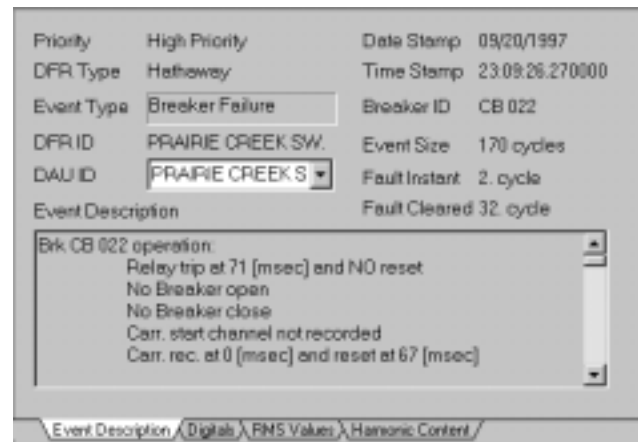 Priority High Priority Date Stamp 09/20/1997
DFR Type Hathaway Time Stamp 23:09:26.270000
Event Type Breaker Failure Breaker ID CB 022
DFR ID PRAIRIE CREEK SW. Event Size 170 cycles
DAU ID PRAIRIE CREEK S Fault Instant 2. cycle
Event Description Fault Cleared 32. cycle
Brk CB 022 operation:
Relay trip at 71 [msec] and NO reset
No Breaker open
No Breaker close
Carr. start channel not recorded
Carr. rec. at 0 [msec] and reset at 67 [msec]
Event Description Digitals RMS Values Harmonic Content